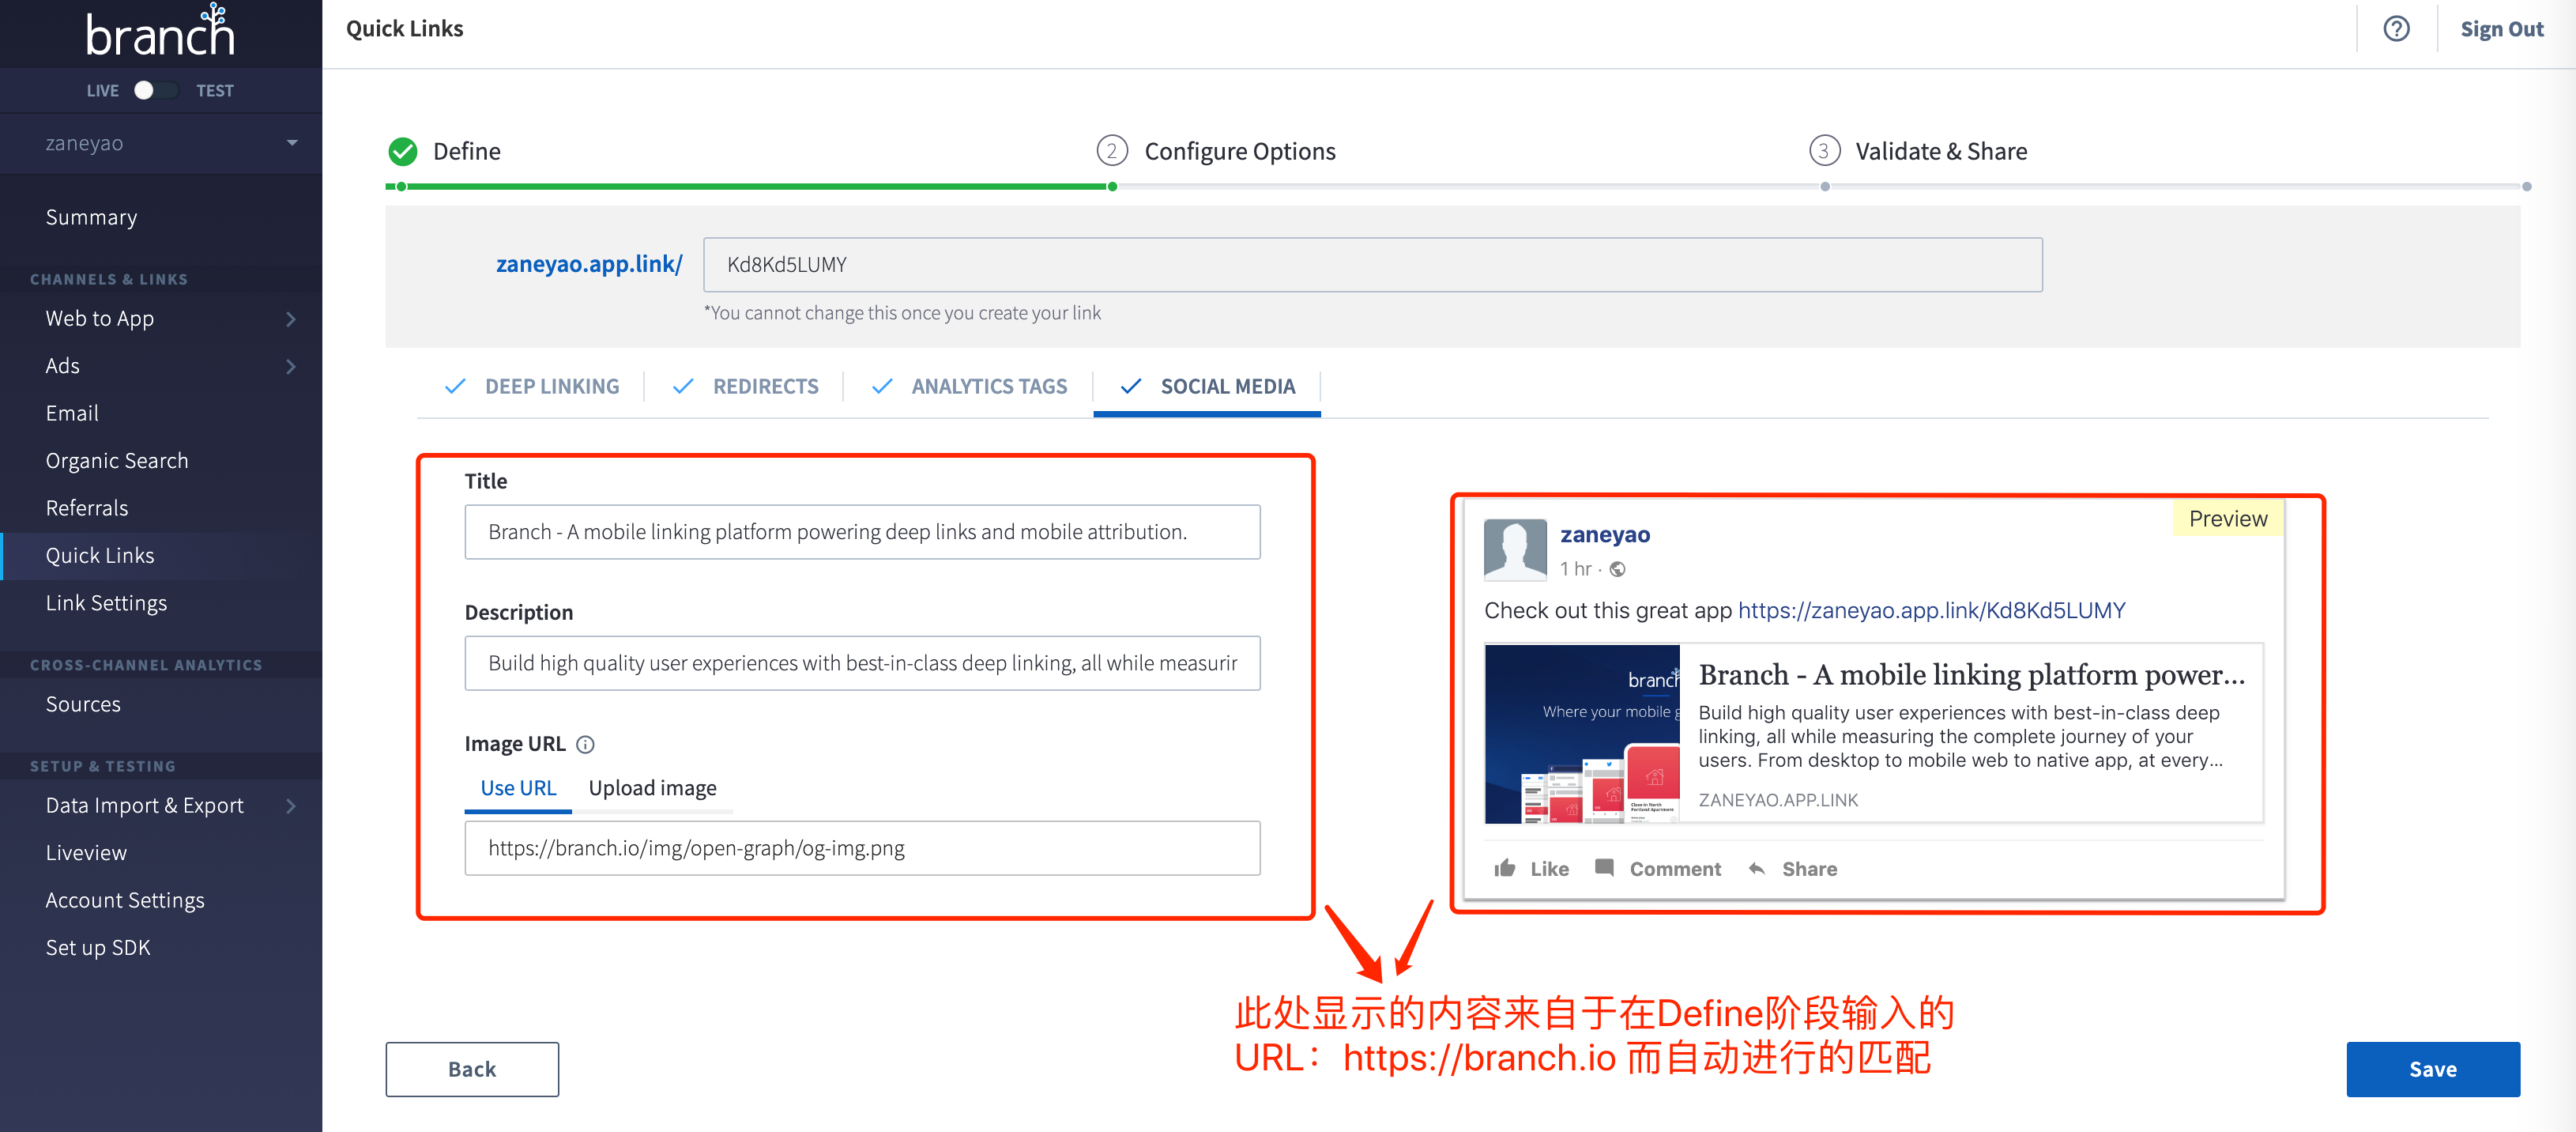 branch
LIVE TEST
zaneyao
Summary
CHANNELS & LINKS
Web to App
Ads
Email
Organic Search
Referrals
Quick Links
Link Settings
CROSS-CHANNEL ANALYTICS
Sources
SETUP & TESTING
Data Import & Export
Liveview
Account Settings
Set up SDK
Quick Links
? Sign Out
Define
2 Configure Options
3 Validate & Share
zaneyao.app.link/ Kd8Kd5LUMY
*You cannot change this once you create your link
DEEP LINKING REDIRECTS ANALYTICS TAGS SOCIAL MEDIA
Title
Branch - A mobile linking platform powering deep links and mobile attribution.
Description
Build high quality user experiences with best-in-class deep linking, all while measurir
Image URL
Use URL Upload image
https://branch.io/img/open-graph/og-img.png
Preview
zaneyao
1 hr ·
Check out this great app https://zaneyao.app.link/Kd8Kd5LUMY
branch
Where your mobile g
Close-in North
Portland Apartment
Branch - A mobile linking platform power...
Build high quality user experiences with best-in-class deep
linking, all while measuring the complete journey of your
users. From desktop to mobile web to native app, at every...
ZANEYAO.APP.LINK
Like Comment Share
此处显示的内容来自于在Define阶段输入的
URL：https://branch.io 而自动进行的匹配
Back
Save